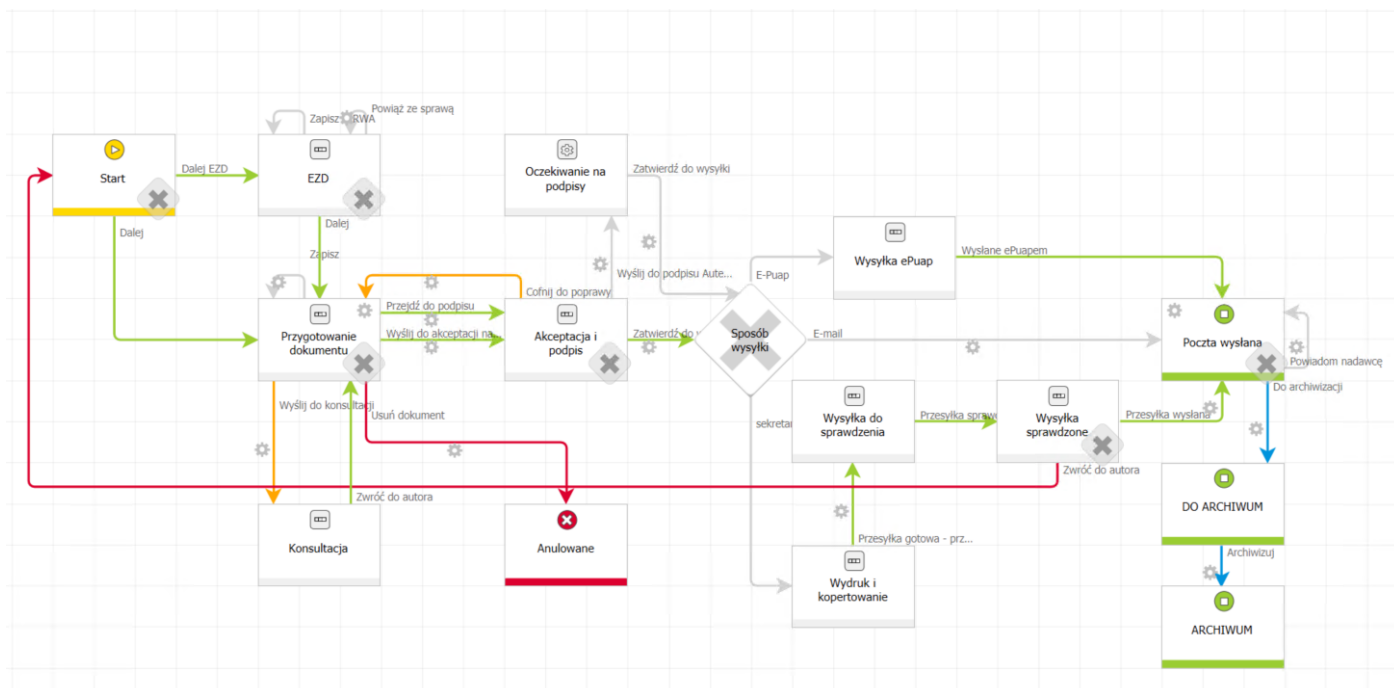 Powiąż ze sprawą
Zapisz
RWA
Start
Dalej EZD
EZD
Oczekiwanie na
podpisy
Zatwierdź do wysyłki
Dalej
Dalej
Zapisz
Wysyłka ePuap
Wysłane ePuapem
Wyślij do podpisu Aute...
E-Puap
Cofnij do poprawy
Przejdź do podpisu
Przygotowanie
dokumentu
Wyślij do akceptacji na...
Akceptacja i
podpis
Zatwierdź do
Sposób
wysyłki
E-mail
Poczta wysłana
Powiadom nadawcę
Do archiwizacji
Wyślij do konsultacji
Usuń dokument
Wysyłka do
sprawdzenia
Przesyłka
Wysyłka
sprawdzone
Przesyłka wysłana
Zwróć do autora
Zwróć do autora
Konsultacja
Anulowane
DO ARCHIWUM
Przesyłka gotowa - prz...
Archiwizuj
Wydruk i
kopertowanie
ARCHIWUM